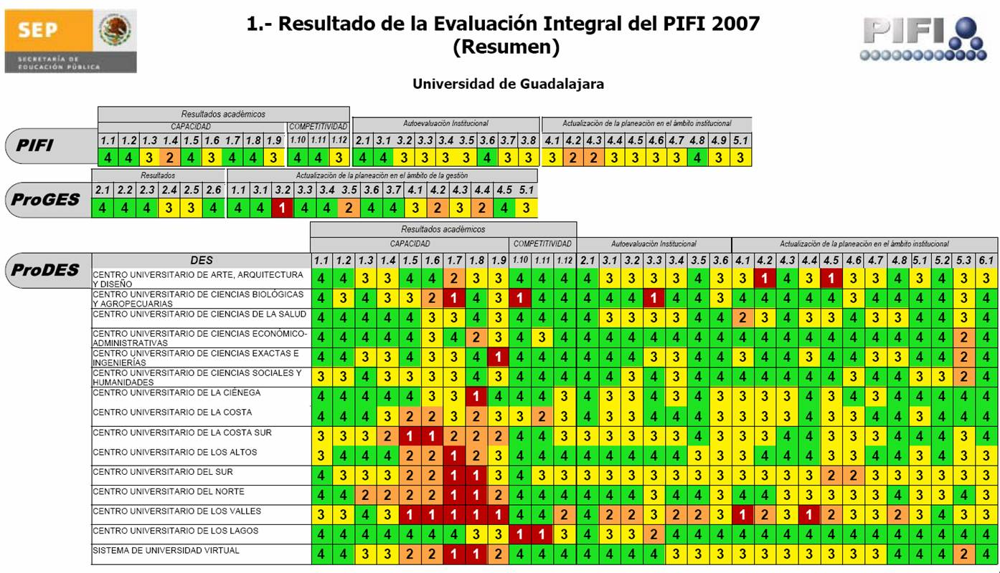 SEP
SECRETARÍA DE
EDUCACIÓN PÚBLICA
1.- Resultado de la Evaluación Integral del PIFI 2007
(Resumen)
PIFI
Universidad de Guadalajara
Resultados académicos
CAPACIDAD COMPETITIVIDAD Autoevaluación Institucional Actualización de la planeación en el ámbito institucional
1.1 1.2 1.3 1.4 1.5 1.6 1.7 1.8 1.9 1.10 1.11 1.12 2.1 3.1 3.2 3.3 3.4 3.5 3.6 3.7 3.8 4.1 4.2 4.3 4.4 4.5 4.6 4.7 4.8 4.9 5.1
PIFI 4 4 3 2 4 3 4 4 3 4 4 3 4 4 3 3 3 3 4 3 3 3 2 2 3 3 3 3 4 3 3
Resultados Actualización de la planeación en el ámbito de la gestión
2.1 2.2 2.3 2.4 2.5 2.6 1.1 3.1 3.2 3.3 3.4 3.5 3.6 3.7 4.1 4.2 4.3 4.4 4.5 5.1
ProGES 4 4 4 3 3 4 4 4 1 4 4 2 4 4 3 2 3 2 4 3
Resultados académicos
CAPACIDAD COMPETITIVIDAD Autoevaluación Institucional Actualización de la planeación en el ámbito institucional
ProDES DES 1.1 1.2 1.3 1.4 1.5 1.6 1.7 1.8 1.9 1.10 1.11 1.12 2.1 3.1 3.2 3.3 3.4 3.5 3.6 4.1 4.2 4.3 4.4 4.5 4.6 4.7 4.8 5.1 5.2 5.3 6.1
CENTRO UNIVERSITARIO DE ARTE, ARQUITECTURA
Y DISEÑO 4 4 3 3 4 4 2 3 3 4 4 4 4 3 3 3 3 4 3 3 1 4 3 1 3 3 4 3 4 3 3
CENTRO UNIVERSITARIO DE CIENCIAS BIOLÓGICAS
Y AGROPECUARIAS 4 3 4 3 3 2 1 4 3 1 4 4 4 4 4 1 4 4 3 4 4 4 4 4 3 4 4 4 4 3 4
CENTRO UNIVERSITARIO DE CIENCIAS DE LA SALUD 4 4 4 4 4 3 3 4 3 4 4 4 4 3 3 3 3 4 4 2 3 4 3 3 4 3 3 4 4 3 4
CENTRO UNIVERSITARIO DE CIENCIAS ECONÓMICO-
ADMINISTRATIVAS 4 4 4 4 4 3 4 2 3 4 3 4 4 4 4 4 4 4 4 4 4 4 4 4 4 4 4 4 4 2 4
CENTRO UNIVERSITARIO DE CIENCIAS EXACTAS E
INGENIERÍAS 4 4 3 3 4 3 3 4 1 4 4 4 4 4 4 3 3 4 4 3 4 4 3 4 4 3 3 4 4 2 4
CENTRO UNIVERSITARIO DE CIENCIAS SOCIALES Y
HUMANIDADES 3 3 4 3 3 3 3 4 3 4 4 4 4 4 3 4 3 4 4 4 4 4 4 4 3 4 4 3 3 2 4
CENTRO UNIVERSITARIO DE LA CIÉNEGA 4 4 4 4 4 3 3 1 4 4 4 3 4 3 3 4 3 4 3 3 3 3 4 3 4 3 4 4 4 4 4
CENTRO UNIVERSITARIO DE LA COSTA 4 4 4 3 2 2 3 2 3 3 2 3 4 3 3 4 4 4 3 3 3 3 4 3 3 4 4 3 4 4 4
CENTRO UNIVERSITARIO DE LA COSTA SUR 3 3 3 2 1 1 2 2 2 4 4 3 3 3 3 3 3 4 3 3 4 4 3 3 3 3 4 4 4 3 4
CENTRO UNIVERSITARIO DE LOS ALTOS 3 4 4 4 2 2 1 2 3 4 4 4 4 4 4 4 4 3 3 3 4 4 4 3 3 4 4 3 4 3 3
CENTRO UNIVERSITARIO DEL SUR 4 3 3 3 2 2 1 1 3 4 3 3 3 3 3 3 3 3 3 3 3 3 3 2 2 3 3 3 3 3 3
CENTRO UNIVERSITARIO DEL NORTE 4 4 2 2 2 2 1 1 2 4 4 4 4 4 4 3 4 4 3 4 4 3 3 3 3 3 4 3 3 4 3
CENTRO UNIVERSITARIO DE LOS VALLES 3 3 4 3 1 1 1 1 1 4 4 2 4 2 2 3 2 2 3 1 2 3 1 2 3 3 2 3 4 3 3
CENTRO UNIVERSITARIO DE LOS LAGOS 4 4 4 4 4 4 4 3 3 1 1 3 4 3 3 2 4 4 4 4 4 4 4 4 4 4 4 4 4 4 4
SISTEMA DE UNIVERSIDAD VIRTUAL 4 4 3 3 2 2 1 1 2 4 4 4 4 4 4 4 3 3 3 3 3 3 3 3 3 3 4 4 4 2 4